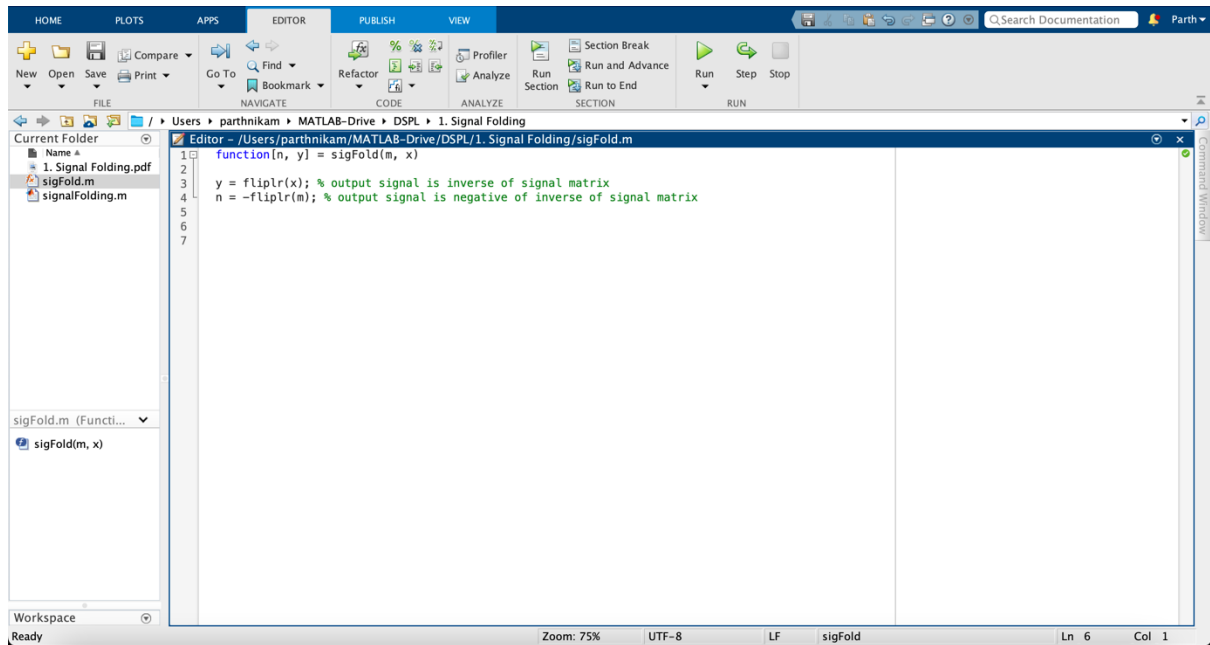 HOME PLOTS APPS EDITOR PUBLISH VIEW Search Documentation Parth
New Open Save Compare Print
FILE
Go To Find Bookmark
NAVIGATE
Refactor
CODE
Profiler Analyze
ANALYZE
Run Section Section Break Run and Advance Run to End
SECTION
Run Step Stop
RUN
/ Users parthnikam MATLAB-Drive DSPL 1. Signal Folding
Current Folder
Name
1. Signal Folding.pdf
sigFold.m
signalFolding.m
sigFold.m (Functi...
sigFold(m, x)
Workspace
Editor - /Users/parthnikam/MATLAB-Drive/DSPL/1. Signal Folding/sigFold.m
1 function[n, y] = sigFold(m, x)
2
3 y = fliplr(x); % output signal is inverse of signal matrix
4 n = -fliplr(m); % output signal is negative of inverse of signal matrix
5
6
7
Command Window
Ready Zoom: 75% UTF-8 LF sigFold Ln 6 Col 1